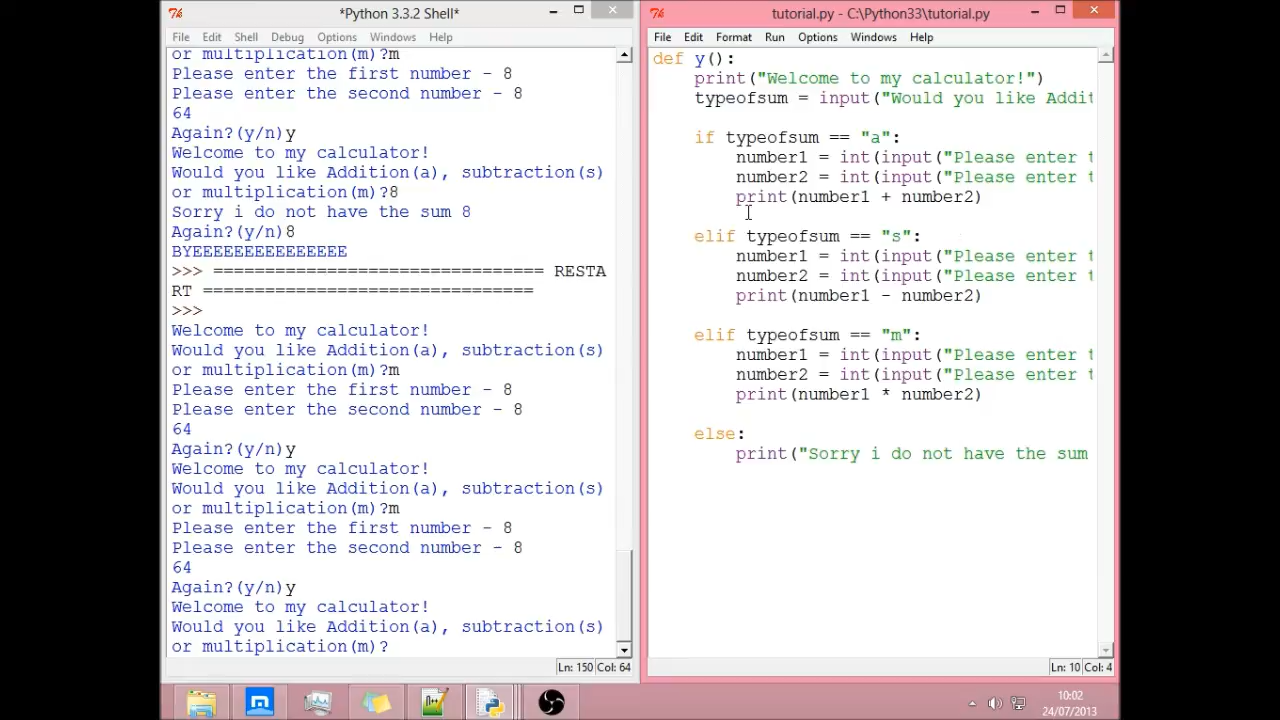 *Python 3.3.2 Shell*
File Edit Shell Debug Options Windows Help
or multiplication(m)?m
Please enter the first number - 8
Please enter the second number - 8
64
Again?(y/n)y
Welcome to my calculator!
Would you like Addition(a), subtraction(s)
or multiplication(m)?8
Sorry i do not have the sum 8
Again?(y/n)8
BYEEEEEEEEEEEEEEE
>>> ================================ RESTA
RT ================================
>>>
Welcome to my calculator!
Would you like Addition(a), subtraction(s)
or multiplication(m)?m
Please enter the first number - 8
Please enter the second number - 8
64
Again?(y/n)y
Welcome to my calculator!
Would you like Addition(a), subtraction(s)
or multiplication(m)?m
Please enter the first number - 8
Please enter the second number - 8
64
Again?(y/n)y
Welcome to my calculator!
Would you like Addition(a), subtraction(s)
or multiplication(m)?
Ln: 150 Col: 64
tutorial.py - C:\Python33\tutorial.py
File Edit Format Run Options Windows Help
def y():
    print("Welcome to my calculator!")
    typeofsum = input("Would you like Addit
    if typeofsum == "a":
        number1 = int(input("Please enter t
        number2 = int(input("Please enter t
        print(number1 + number2)
    elif typeofsum == "s":
        number1 = int(input("Please enter t
        number2 = int(input("Please enter t
        print(number1 - number2)
    elif typeofsum == "m":
        number1 = int(input("Please enter t
        number2 = int(input("Please enter t
        print(number1 * number2)
    else:
        print("Sorry i do not have the sum
Ln: 10 Col: 4
10:02
24/07/2013